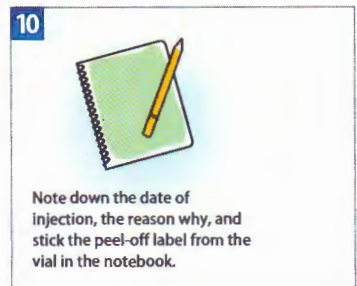 10
Note down the date of
injection, the reason why, and
stick the peel-off label from the
vial in the notebook.